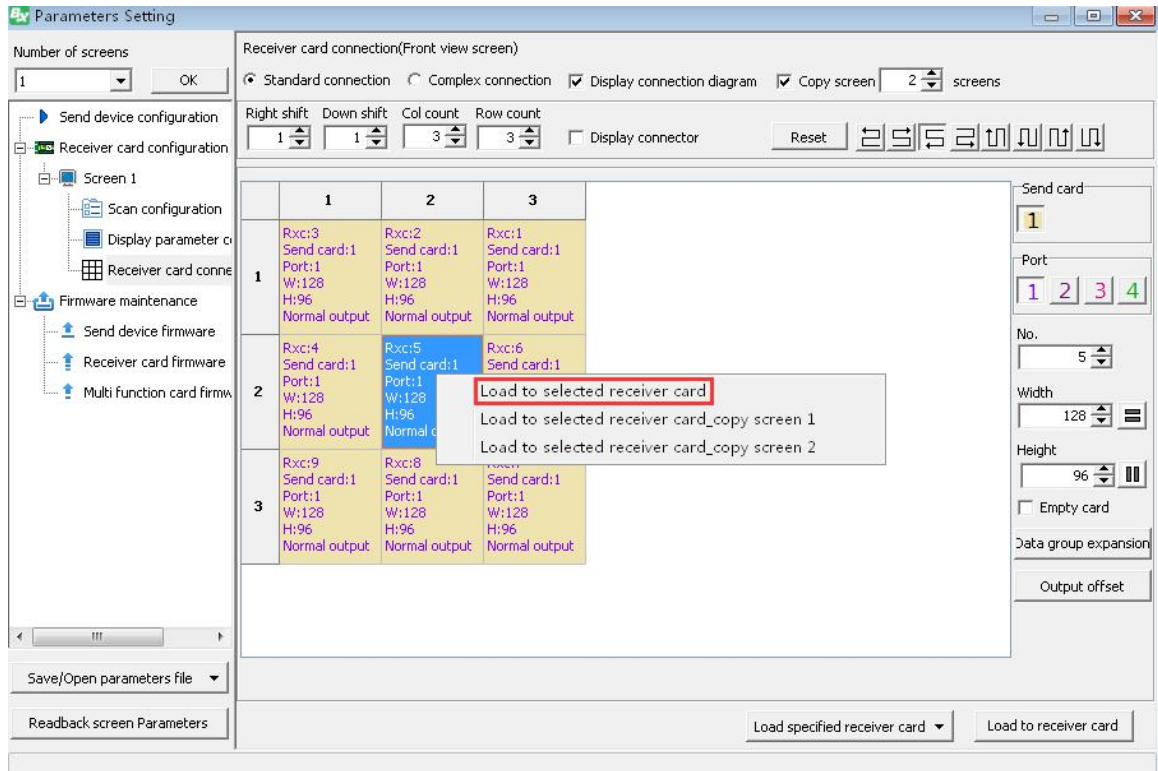 Parameters Setting
Number of screens
1
OK
Send device configuration
Receiver card configuration
Screen 1
Scan configuration
Display parameter c
Receiver card conne
Firmware maintenance
Send device firmware
Receiver card firmware
Multi function card firmw
Save/Open parameters file
Readback screen Parameters
Receiver card connection(Front view screen)
Standard connection Complex connection Display connection diagram Copy screen 2 screens
Right shift Down shift Col count Row count
1 1 3 3 Display connector Reset
1 2 3
1
Rxc:3
Send card:1
Port:1
W:128
H:96
Normal output
Rxc:2
Send card:1
Port:1
W:128
H:96
Normal output
Rxc:1
Send card:1
Port:1
W:128
H:96
Normal output
2
Rxc:4
Send card:1
Port:1
W:128
H:96
Normal output
Rxc:5
Send card:1
Port:1
W:128
H:96
Normal
Rxc:6
Send card:1
Load to selected receiver card
Load to selected receiver card_copy screen 1
Load to selected receiver card_copy screen 2
3
Rxc:9
Send card:1
Port:1
W:128
H:96
Normal output
Rxc:8
Send card:1
Port:1
W:128
H:96
Normal output
Send card:1
Port:1
W:128
H:96
Normal output
Send card
1
Port
1 2 3 4
No.
5
Width
128
Height
96
Empty card
Data group expansion
Output offset
Load specified receiver card
Load to receiver card